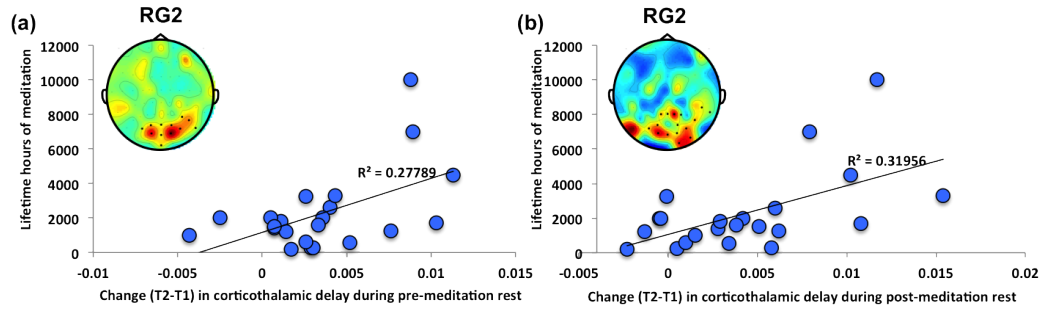 (a)
RG2
12000
10000
8000
6000
4000
2000
0
Lifetime hours of meditation
R² = 0.27789
-0.01
-0.005
0
0.005
0.01
0.015
Change (T2-T1) in corticothalamic delay during pre-meditation rest
(b)
RG2
12000
10000
8000
6000
4000
2000
0
Lifetime hours of meditation
R² = 0.31956
-0.005
0
0.005
0.01
0.015
0.02
Change (T2-T1) in corticothalamic delay during post-meditation rest